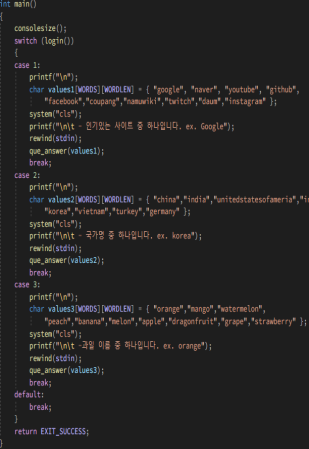 int main()
{
consolesize();
switch (login())
{
case 1:
printf("\n");
char values1[WORDS][WORDLEN] = { "google", "naver", "youtube", "github",
"facebook","coupang","namuwiki","twitch","daum","instagram" };
system("cls");
printf("\n\t - 인기있는 사이트 중 하나입니다. ex. Google");
rewind(stdin);
que_answer(values1);
break;
case 2:
printf("\n");
char values2[WORDS][WORDLEN] = { "china","india","unitedstatesofameria",
"korea","vietnam","turkey","germany" };
system("cls");
printf("\n\t - 국가명 중 하나입니다. ex. korea");
rewind(stdin);
que_answer(values2);
break;
case 3:
printf("\n");
char values3[WORDS][WORDLEN] = { "orange","mango","watermelon",
"peach","banana","melon","apple","dragonfruit","grape","strawberry" };
system("cls");
printf("\n\t -과일 이름 중 하나입니다. ex. orange");
rewind(stdin);
que_answer(values3);
break;
default:
break;
}
return EXIT_SUCCESS;
}